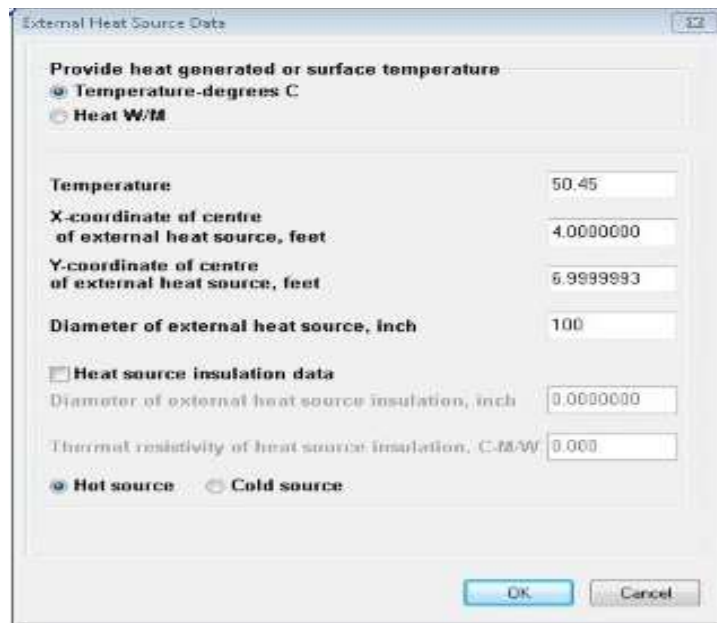 External Heat Source Data
Provide heat generated or surface temperature
Temperature-degrees C
Heat W/M
Temperature
50.45
X-coordinate of centre
of external heat source, feet
4.0000000
Y-coordinate of centre
of external heat source, feet
6.9999993
Diameter of external heat source, inch
100
Heat source insulation data
Diameter of external heat source insulation, inch
0.0000000
Thermal resistivity of heat source insulation, C-M/W
0.000
Hot source
Cold source
OK
Cancel